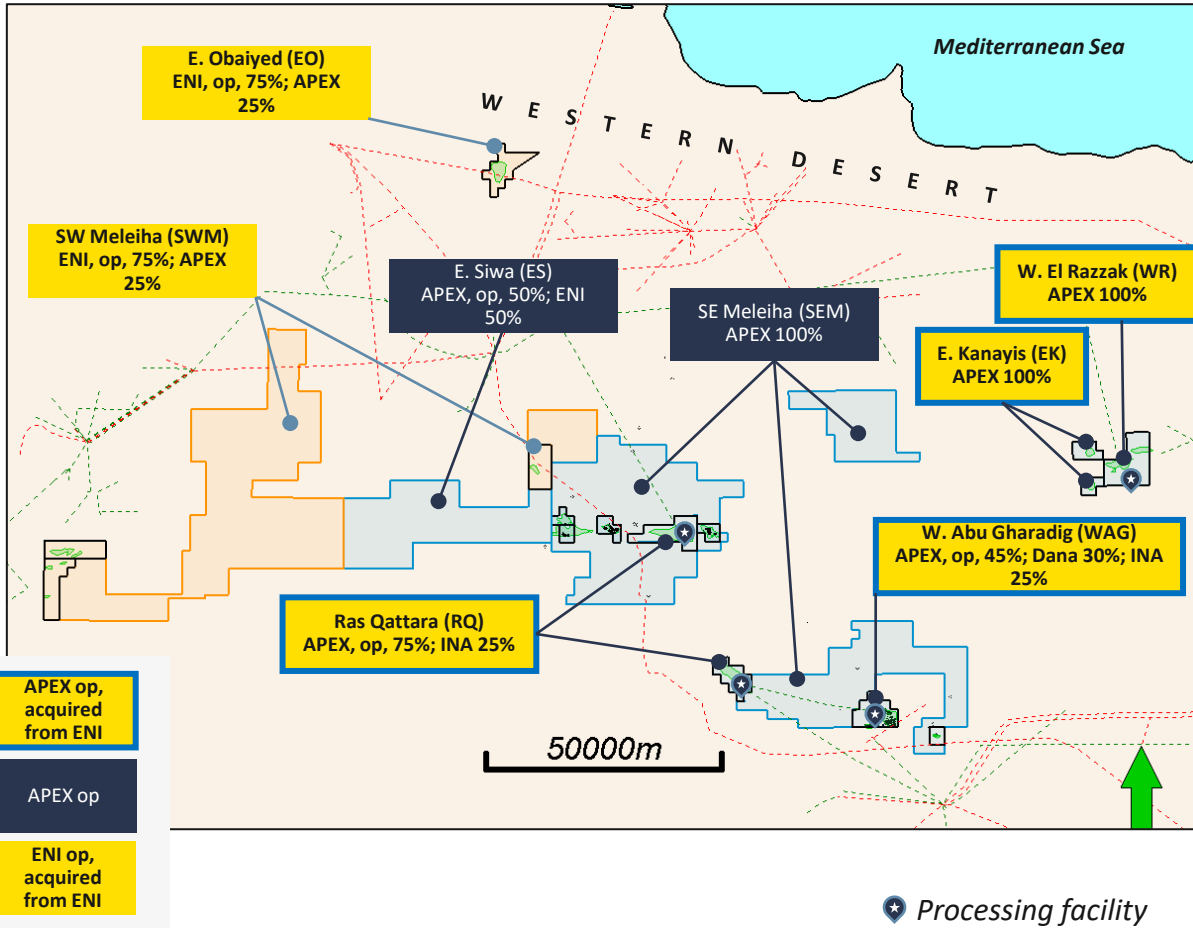 Mediterranean Sea
E. Obaiyed (EO)
ENI, op, 75%; APEX
25%
WESTERN DESERT
SW Meleiha (SWM)
ENI, op, 75%; APEX
25%
E. Siwa (ES)
APEX, op, 50%; ENI
50%
SE Meleiha (SEM)
APEX 100%
W. El Razzak (WR)
APEX 100%
E. Kanayis (EK)
APEX 100%
W. Abu Gharadig (WAG)
APEX, op, 45%; Dana 30%; INA
25%
Ras Qattara (RQ)
APEX, op, 75%; INA 25%
50000m
APEX op,
acquired
from ENI
APEX op
ENI op,
acquired
from ENI
Processing facility